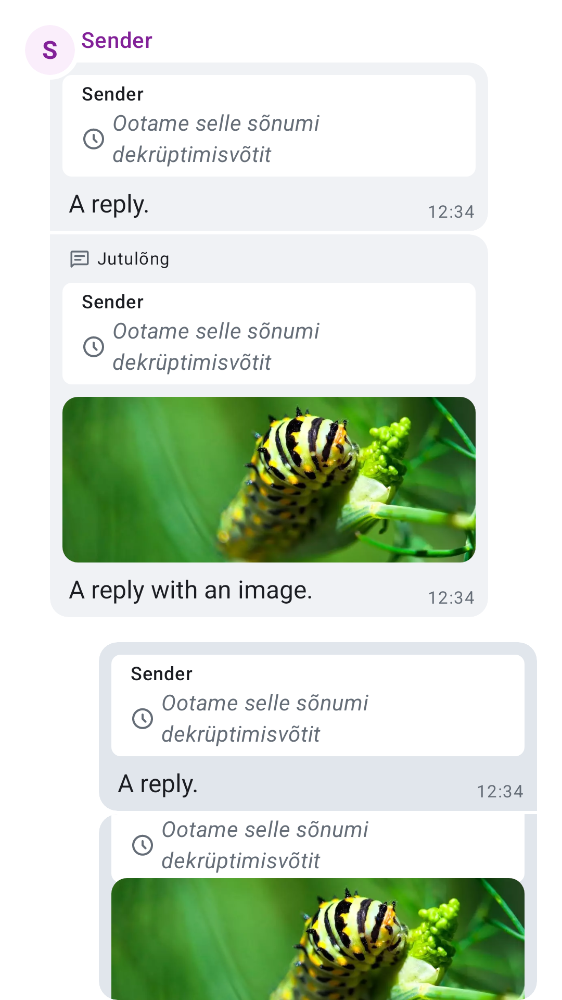 S
Sender
Sender
Ootame selle sõnumi
dekrüptimisvõtit
A reply.
12:34
Jutulõng
Sender
Ootame selle sõnumi
dekrüptimisvõtit
A reply with an image.
12:34
Sender
Ootame selle sõnumi
dekrüptimisvõtit
A reply.
12:34
Ootame selle sõnumi
dekrüptimisvõtit